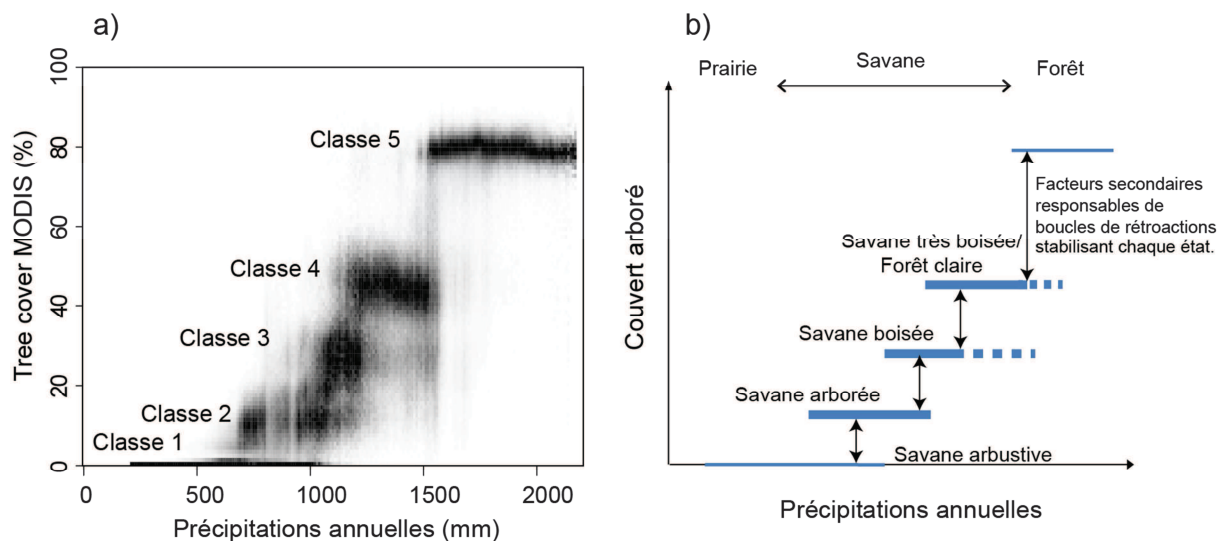 a)
Tree cover MODIS (%)
100
80
60
40
20
0
Classe 5
Classe 4
Classe 3
Classe 2
Classe 1
0
500
1000
1500
2000
Précipitations annuelles (mm)
b)
Prairie
Savane
Forêt
Couvert arboré
Facteurs secondaires
responsables de
boucles de rétroactions
stabilisant chaque état.
Savane très boisée/
Forêt claire
Savane boisée
Savane arborée
Savane arbustive
Précipitations annuelles